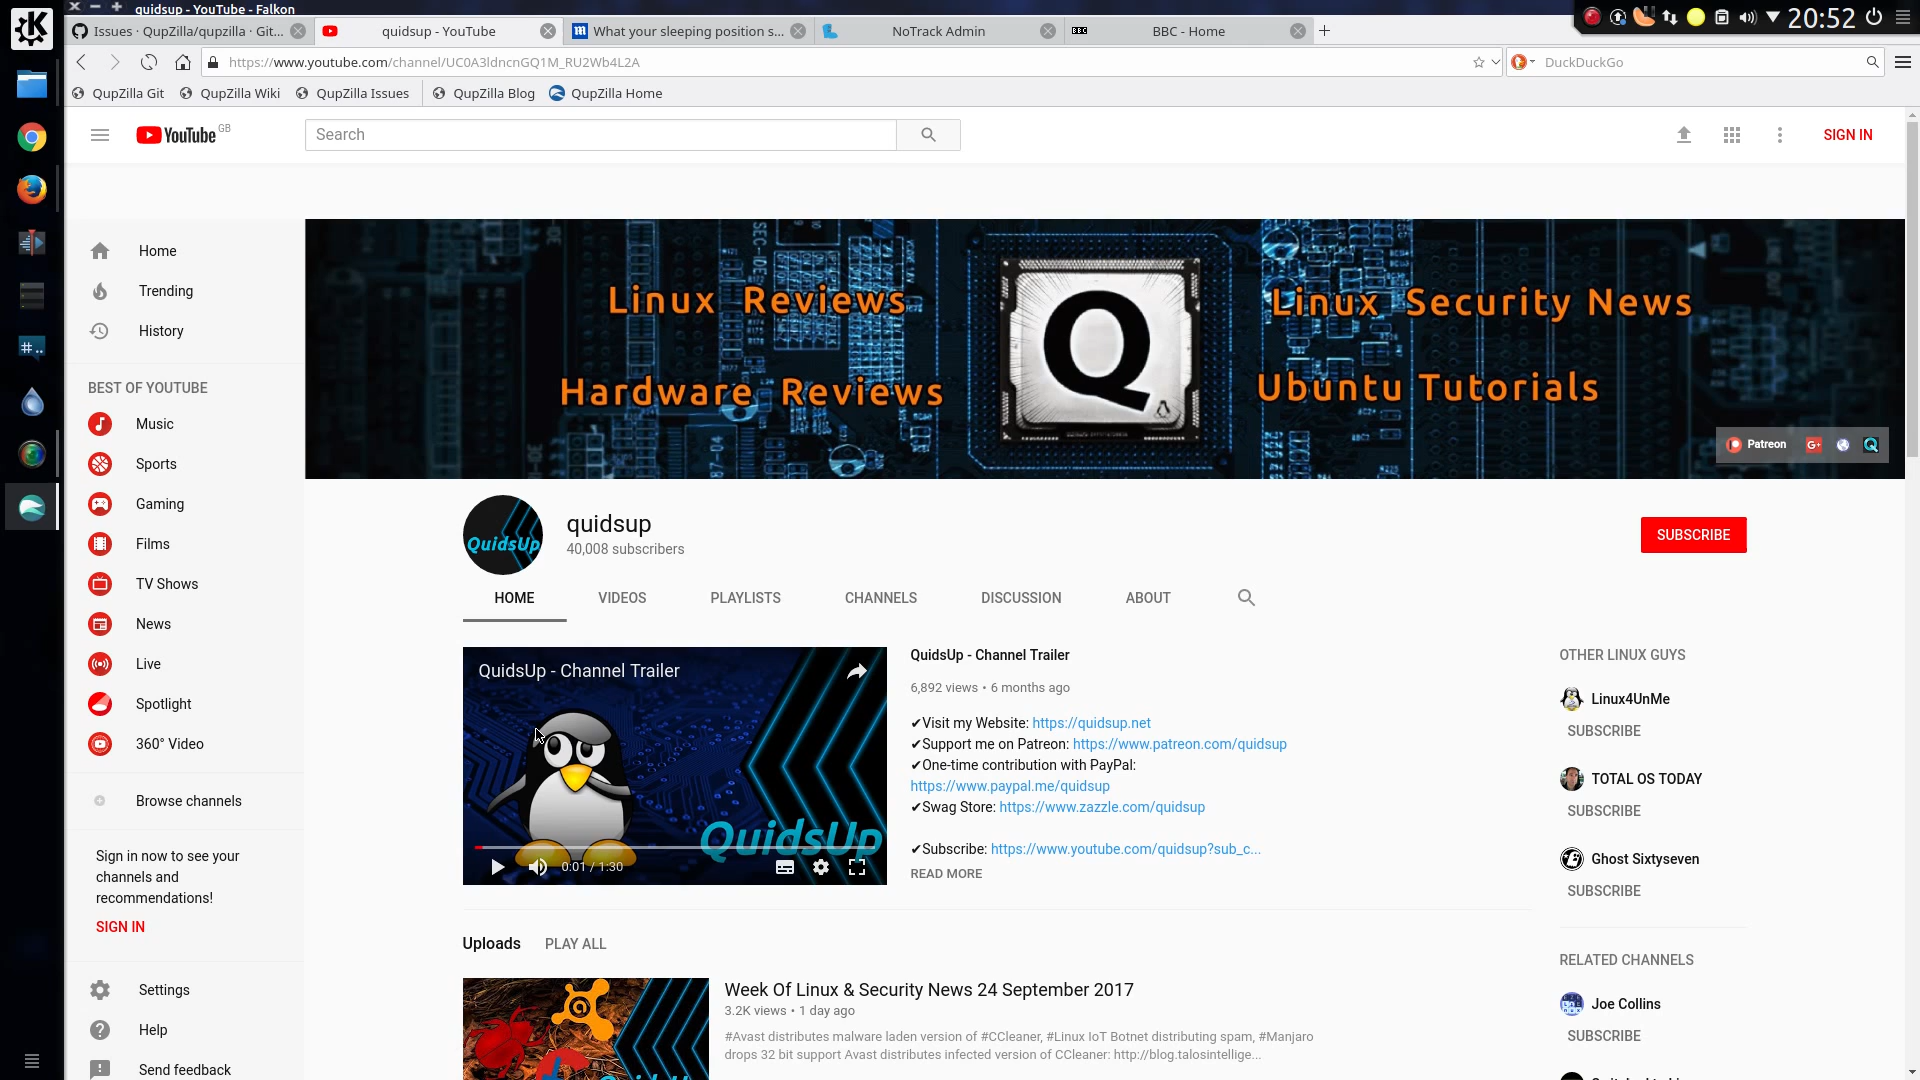 quidsup - YouTube - Falkon
20:52
Issues · QupZilla/qupzilla · Git...
quidsup - YouTube
What your sleeping position s...
NoTrack Admin
BBC
BBC - Home
https://www.youtube.com/channel/UC0A3ldncnGQ1M_RU2Wb4L2A
DuckDuckGo
QupZilla Git
QupZilla Wiki
QupZilla Issues
QupZilla Blog
QupZilla Home
YouTube GB
Search
SIGN IN
Home
Trending
History
BEST OF YOUTUBE
Music
Sports
Gaming
Films
TV Shows
News
Live
Spotlight
360° Video
Browse channels
Sign in now to see your
channels and
recommendations!
SIGN IN
Settings
Help
Send feedback
Linux Reviews
Hardware Reviews
Q
Linux Security News
Ubuntu Tutorials
Patreon
G+
QuidsUp
quidsup
40,008 subscribers
SUBSCRIBE
HOME
VIDEOS
PLAYLISTS
CHANNELS
DISCUSSION
ABOUT
QuidsUp - Channel Trailer
QuidsUp
0:01 / 1:30
QuidsUp - Channel Trailer
6,892 views • 6 months ago
✔Visit my Website: https://quidsup.net
✔Support me on Patreon: https://www.patreon.com/quidsup
✔One-time contribution with PayPal:
https://www.paypal.me/quidsup
✔Swag Store: https://www.zazzle.com/quidsup
✔Subscribe: https://www.youtube.com/quidsup?sub_c...
READ MORE
OTHER LINUX GUYS
Linux4UnMe
SUBSCRIBE
TOTAL OS TODAY
SUBSCRIBE
Ghost Sixtyseven
SUBSCRIBE
RELATED CHANNELS
Joe Collins
SUBSCRIBE
Uploads
PLAY ALL
Week Of Linux & Security News 24 September 2017
3.2K views • 1 day ago
#Avast distributes malware laden version of #CCleaner, #Linux IoT Botnet distributing spam, #Manjaro
drops 32 bit support Avast distributes infected version of CCleaner: http://blog.talosintellige...